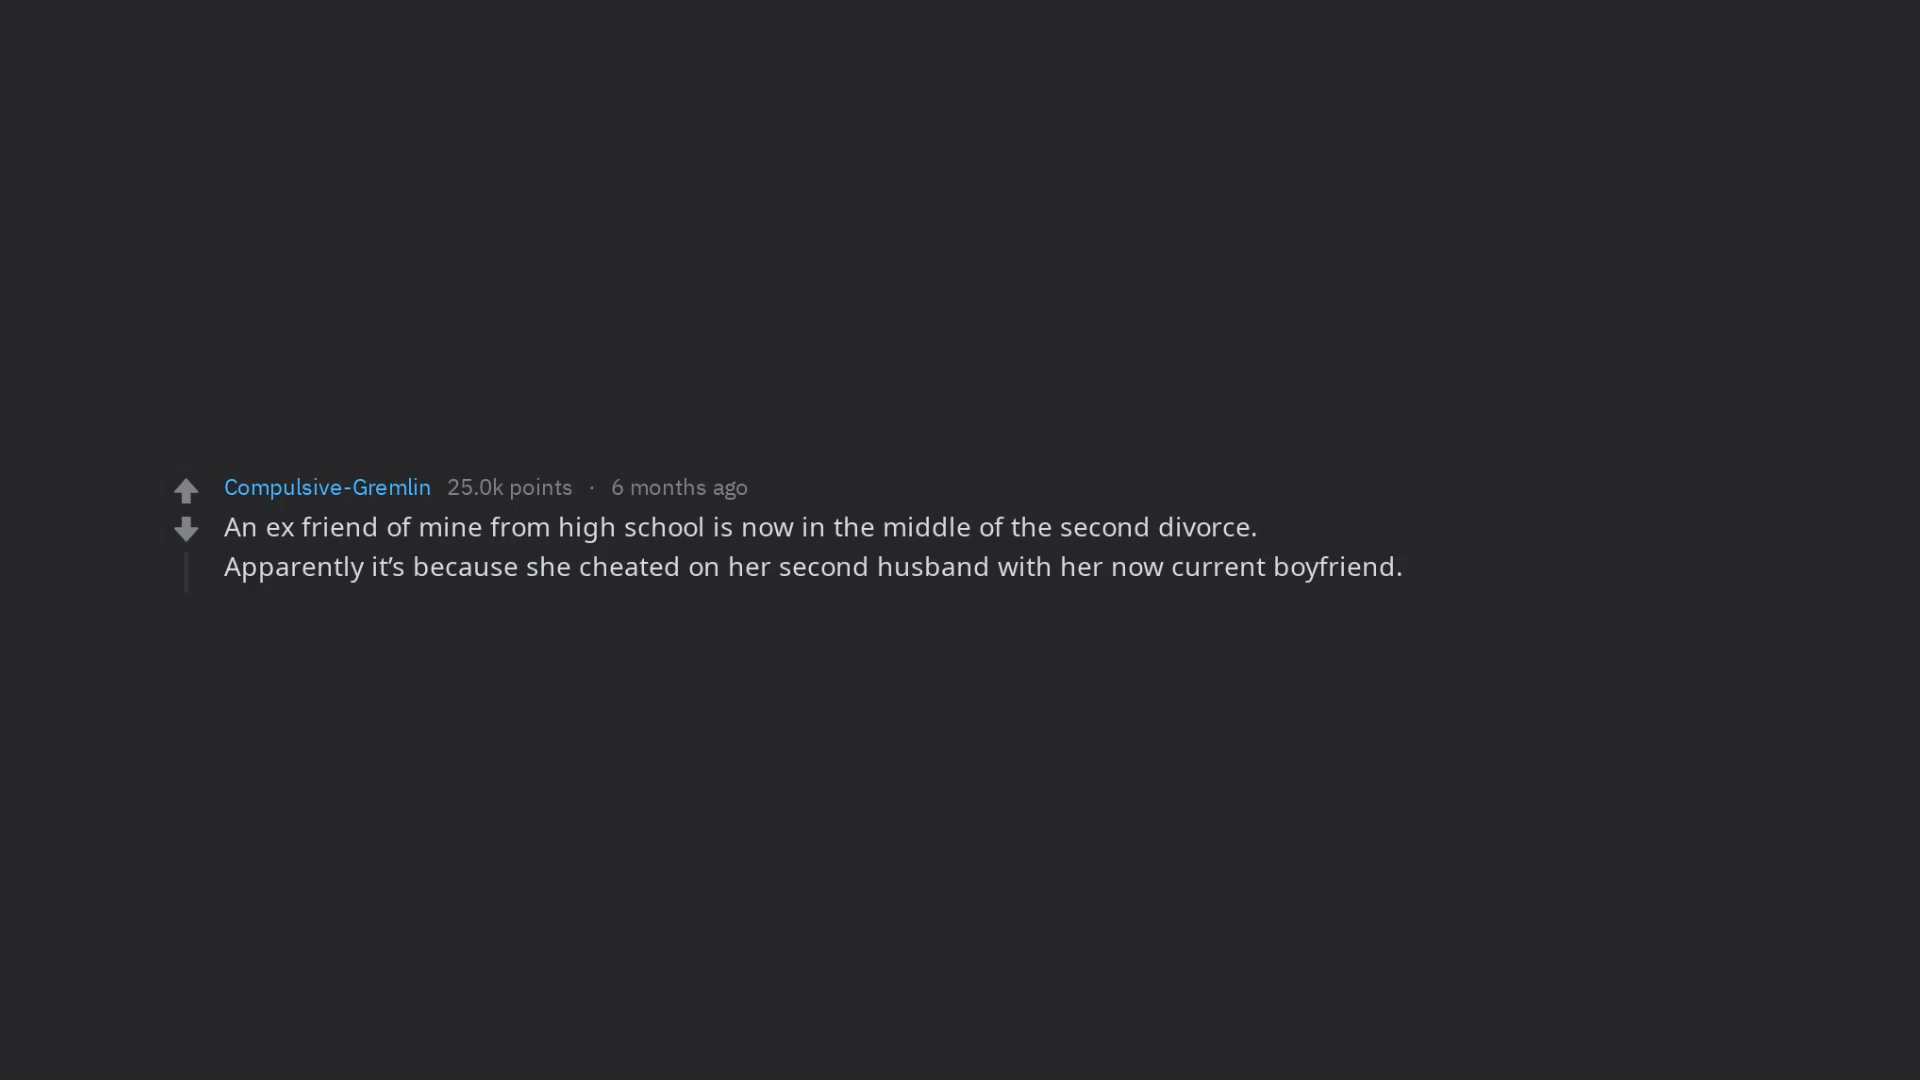 Compulsive-Gremlin 25.0k points · 6 months ago
An ex friend of mine from high school is now in the middle of the second divorce.
Apparently it’s because she cheated on her second husband with her now current boyfriend.